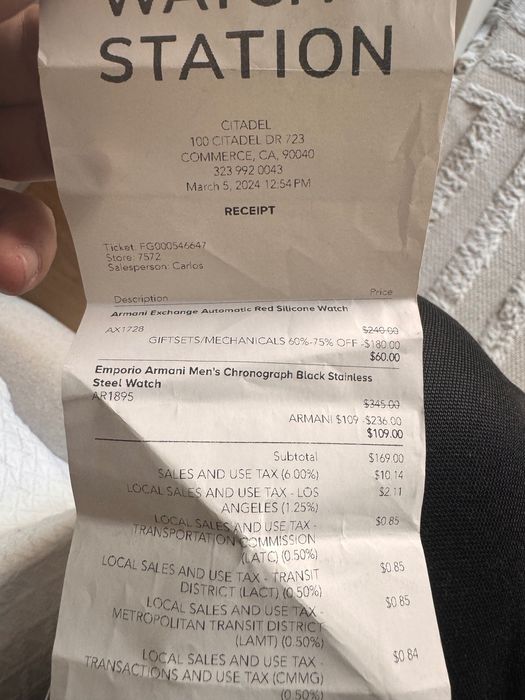 WATCH
STATION
CITADEL
100 CITADEL DR 723
COMMERCE, CA, 90040
323 992 0043
March 5, 2024 12:54 PM
RECEIPT
Ticket: FG000546647
Store: 7572
Salesperson: Carlos
Description Price
Armani Exchange Automatic Red Silicone Watch
AX1728 $240.00
GIFTSETS/MECHANICALS 60%-75% OFF -$180.00
$60.00
Emporio Armani Men's Chronograph Black Stainless
Steel Watch
AR1895 $345.00
ARMANI $109 -$236.00
$109.00
Subtotal $169.00
SALES AND USE TAX (6.00%) $10.14
LOCAL SALES AND USE TAX - LOS $2.11
ANGELES (1.25%)
LOCAL SALES AND USE TAX - $0.85
TRANSPORTATION COMMISSION
(LATC) (0.50%)
LOCAL SALES AND USE TAX - TRANSIT $0.85
DISTRICT (LACT) (0.50%)
LOCAL SALES AND USE TAX - $0.85
METROPOLITAN TRANSIT DISTRICT
(LAMT) (0.50%)
LOCAL SALES AND USE TAX - $0.84
TRANSACTIONS AND USE TAX (CMMG)
(0.50%)